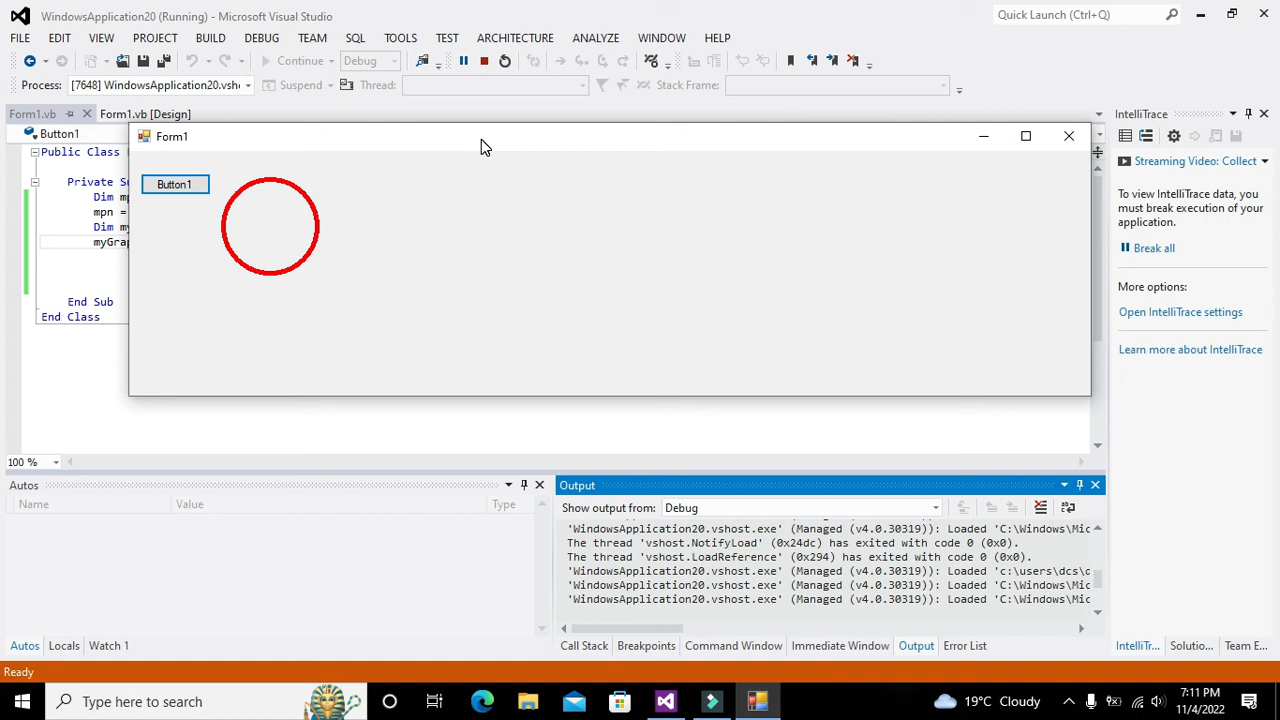 WindowsApplication20 (Running) - Microsoft Visual Studio
Quick Launch (Ctrl+Q)
FILE EDIT VIEW PROJECT BUILD DEBUG TEAM SQL TOOLS TEST ARCHITECTURE ANALYZE WINDOW HELP
Continue Debug
Process: [7648] WindowsApplication20.vsh Suspend Thread: Stack Frame:
Form1.vb Form1.vb [Design]
IntelliTrace
Button1
Form1
Public Class
Streaming Video: Collect
Button1
Private Su
Dim
mpn =
Dim my
myGrap
To view IntelliTrace data, you must break execution of your application.
Break all
More options:
End Sub
End Class
Open IntelliTrace settings
Learn more about IntelliTrace
100 %
Autos
Output
Name Value Type
Show output from: Debug
'WindowsApplication20.vshost.exe' (Managed (v4.0.30319)): Loaded 'C:\Windows\Mic
The thread 'vshost.NotifyLoad' (0x24dc) has exited with code 0 (0x0).
The thread 'vshost.LoadReference' (0x294) has exited with code 0 (0x0).
'WindowsApplication20.vshost.exe' (Managed (v4.0.30319)): Loaded 'c:\users\dcs\
'WindowsApplication20.vshost.exe' (Managed (v4.0.30319)): Loaded 'C:\Windows\Mic
'WindowsApplication20.vshost.exe' (Managed (v4.0.30319)): Loaded 'C:\Windows\Mic
Autos Locals Watch 1
Call Stack Breakpoints Command Window Immediate Window Output Error List
IntelliTr... Solutio... Team E...
Ready
Type here to search
19°C Cloudy
7:11 PM
11/4/2022